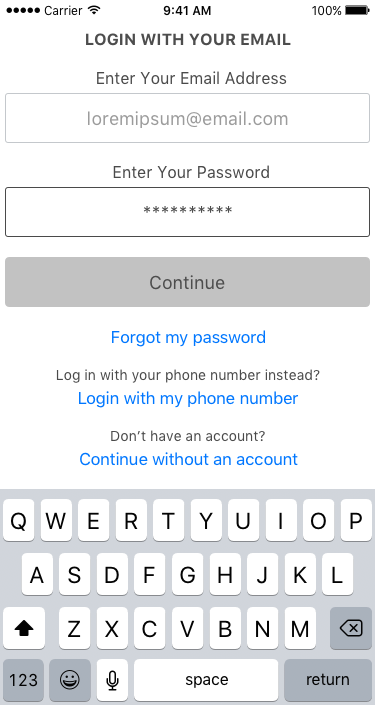 Carrier 9:41 AM 100%
LOGIN WITH YOUR EMAIL
Enter Your Email Address
loremipsum@email.com
Enter Your Password
**********
Continue
Forgot my password
Log in with your phone number instead?
Login with my phone number
Don’t have an account?
Continue without an account
Q W E R T Y U I O P
A S D F G H J K L
Z X C V B N M
123 space return